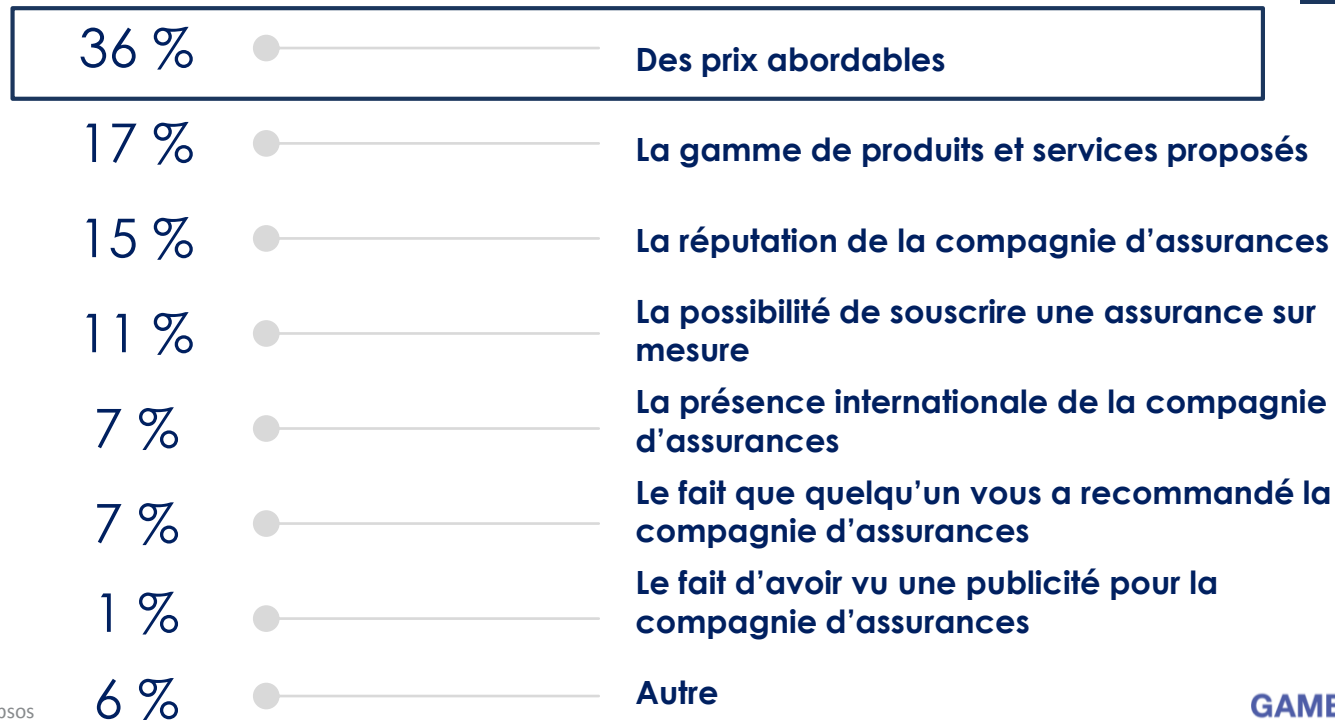 36 %
Des prix abordables
17 %
La gamme de produits et services proposés
15 %
La réputation de la compagnie d’assurances
11 %
La possibilité de souscrire une assurance sur
mesure
7 %
La présence internationale de la compagnie
d’assurances
7 %
Le fait que quelqu’un vous a recommandé la
compagnie d’assurances
1 %
Le fait d’avoir vu une publicité pour la
compagnie d’assurances
6 %
Autre